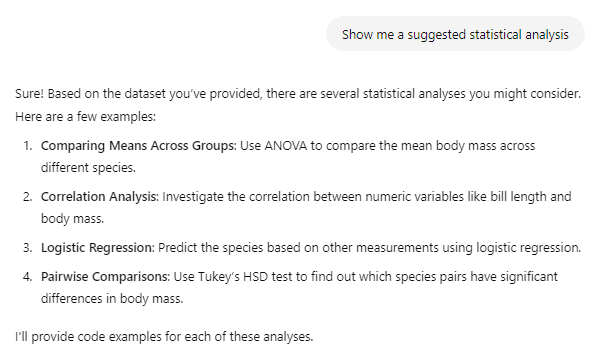 Show me a suggested statistical analysis
Sure! Based on the dataset you’ve provided, there are several statistical analyses you might consider.
Here are a few examples:
1. Comparing Means Across Groups: Use ANOVA to compare the mean body mass across
different species.
2. Correlation Analysis: Investigate the correlation between numeric variables like bill length and
body mass.
3. Logistic Regression: Predict the species based on other measurements using logistic regression.
4. Pairwise Comparisons: Use Tukey’s HSD test to find out which species pairs have significant
differences in body mass.
I’ll provide code examples for each of these analyses.